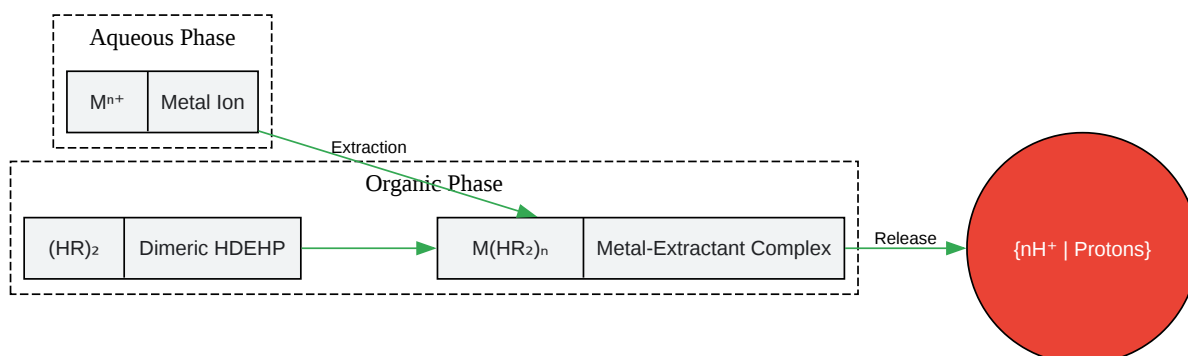 Aqueous Phase
Mⁿ⁺ Metal Ion
Extraction
Organic Phase
(HR)₂ Dimeric HDEHP
M(HR₂)ₙ Metal-Extractant Complex
Release
{nH⁺ | Protons}